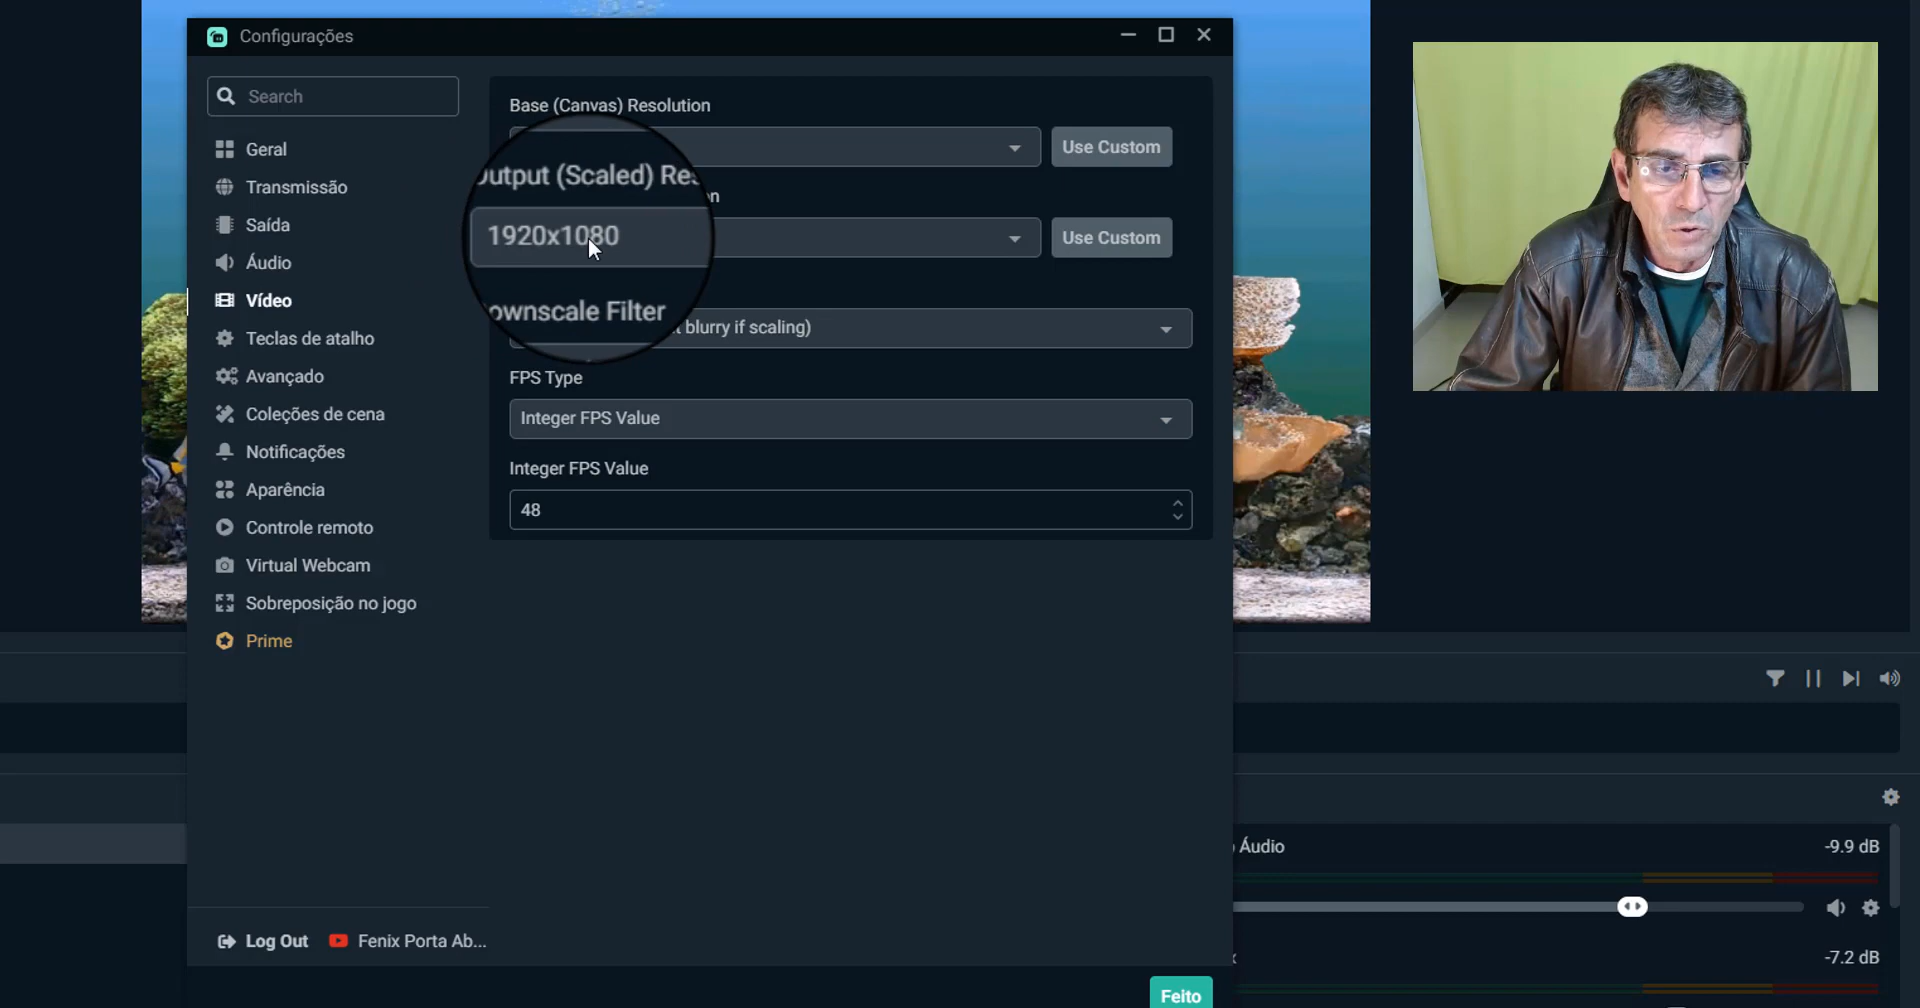 Configurações
Search
Geral
Transmissão
Saída
Áudio
Vídeo
Teclas de atalho
Avançado
Coleções de cena
Notificações
Aparência
Controle remoto
Virtual Webcam
Sobreposição no jogo
Prime
Log Out
Fenix Porta Ab...
Base (Canvas) Resolution
Use Custom
Output (Scaled) Res
1920x1080
Use Custom
ownscale Filter
blurry if scaling)
FPS Type
Integer FPS Value
Integer FPS Value
48
Feito
Áudio
-9.9 dB
-7.2 dB